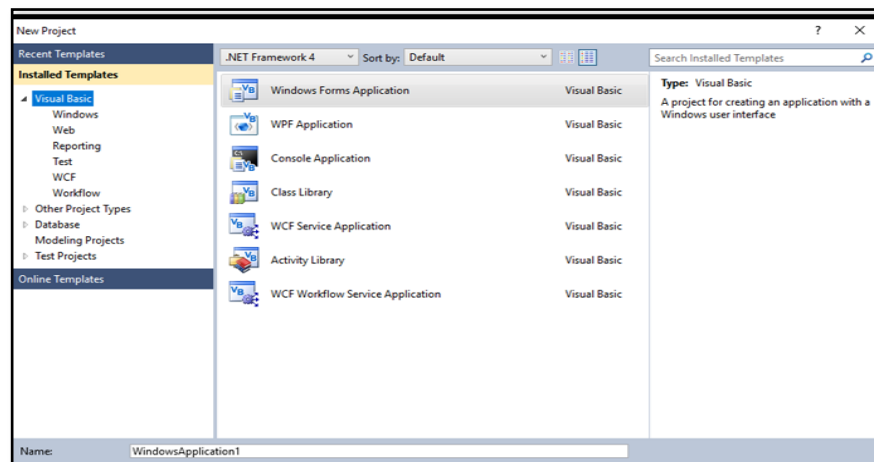 New Project
? ×
Recent Templates
Installed Templates
Visual Basic
Windows
Web
Reporting
Test
WCF
Workflow
Other Project Types
Database
Modeling Projects
Test Projects
Online Templates
.NET Framework 4 Sort by: Default
Windows Forms Application Visual Basic
WPF Application Visual Basic
Console Application Visual Basic
Class Library Visual Basic
WCF Service Application Visual Basic
Activity Library Visual Basic
WCF Workflow Service Application Visual Basic
Search Installed Templates
Type: Visual Basic
A project for creating an application with a
Windows user interface
Name: WindowsApplication1